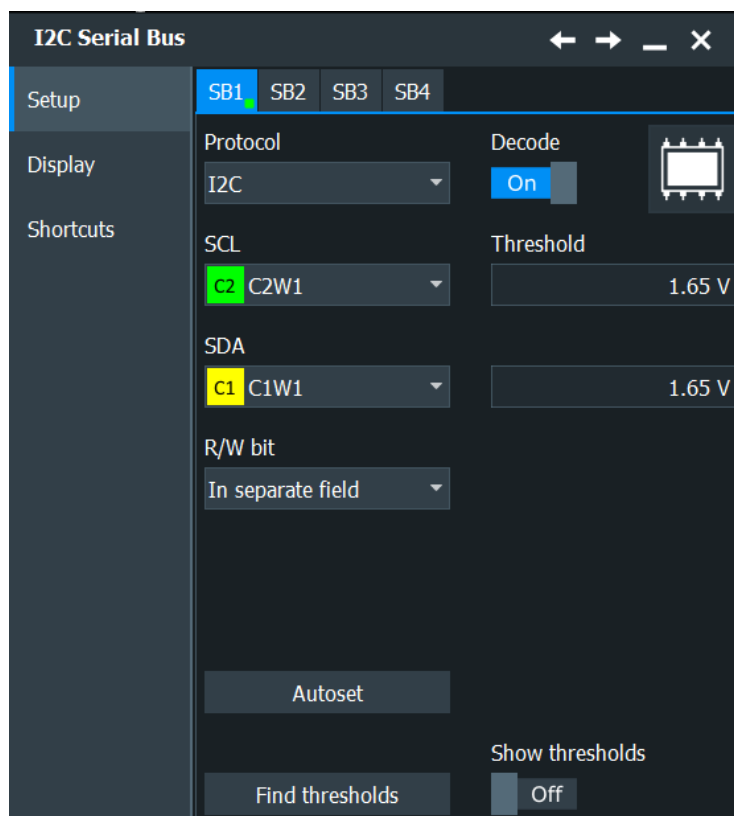 I2C Serial Bus
Setup
Display
Shortcuts
SB1 SB2 SB3 SB4
Protocol
Decode
I2C
On
SCL
Threshold
C2 C2W1
1.65 V
SDA
C1 C1W1
1.65 V
R/W bit
In separate field
Autoset
Show thresholds
Find thresholds
Off